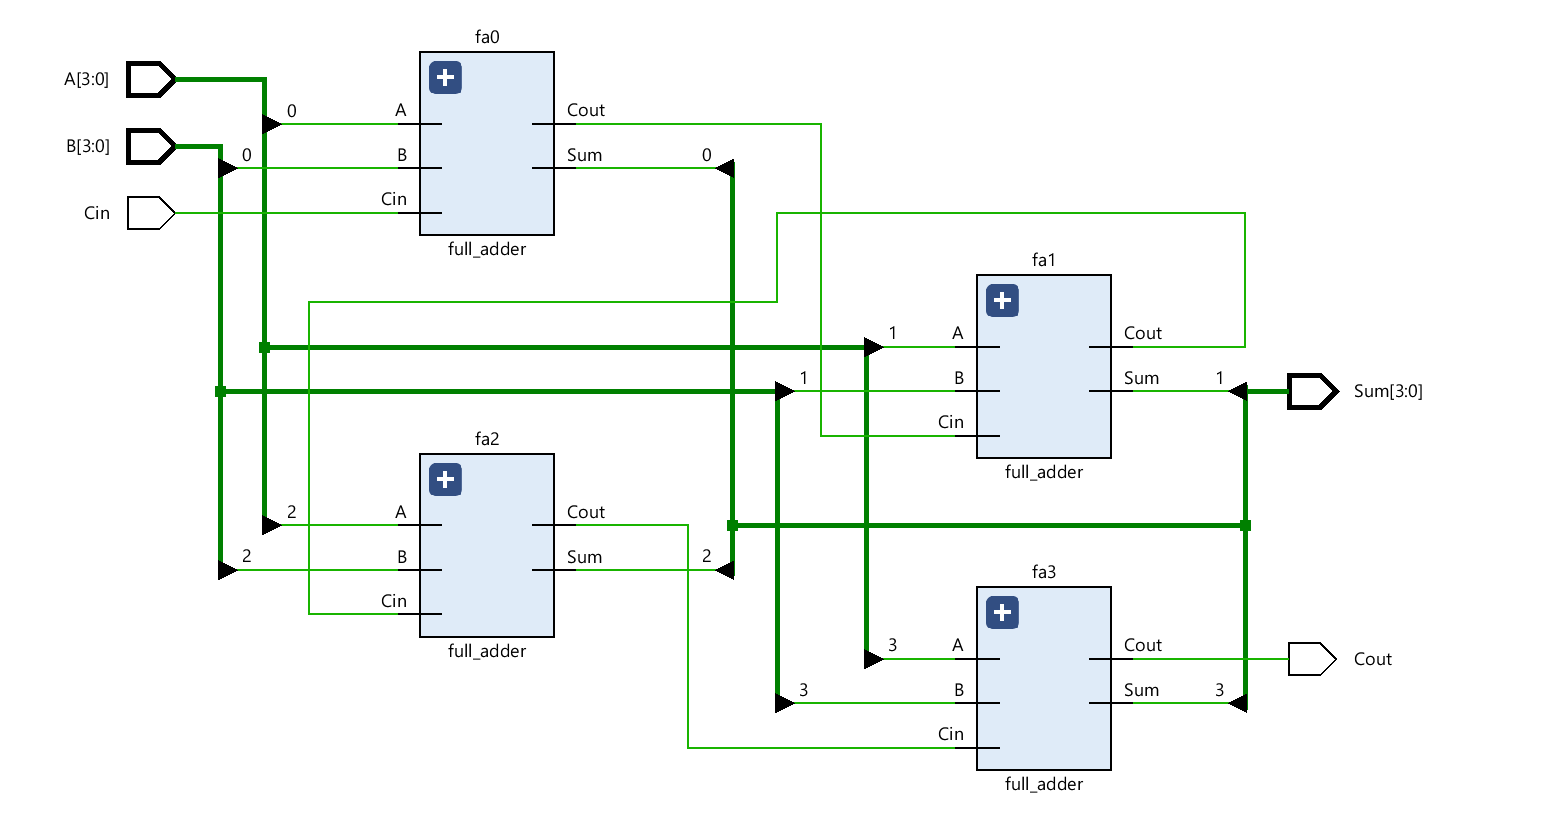 fa0
A[3:0]
0
A
Cout
B[3:0]
0
B
Sum
0
Cin
Cin
full_adder
fa1
1
A
Cout
1
B
Sum
1
Sum[3:0]
Cin
full_adder
fa2
2
A
Cout
2
B
Sum
2
Cin
full_adder
fa3
3
A
Cout
Cout
3
B
Sum
3
Cin
full_adder